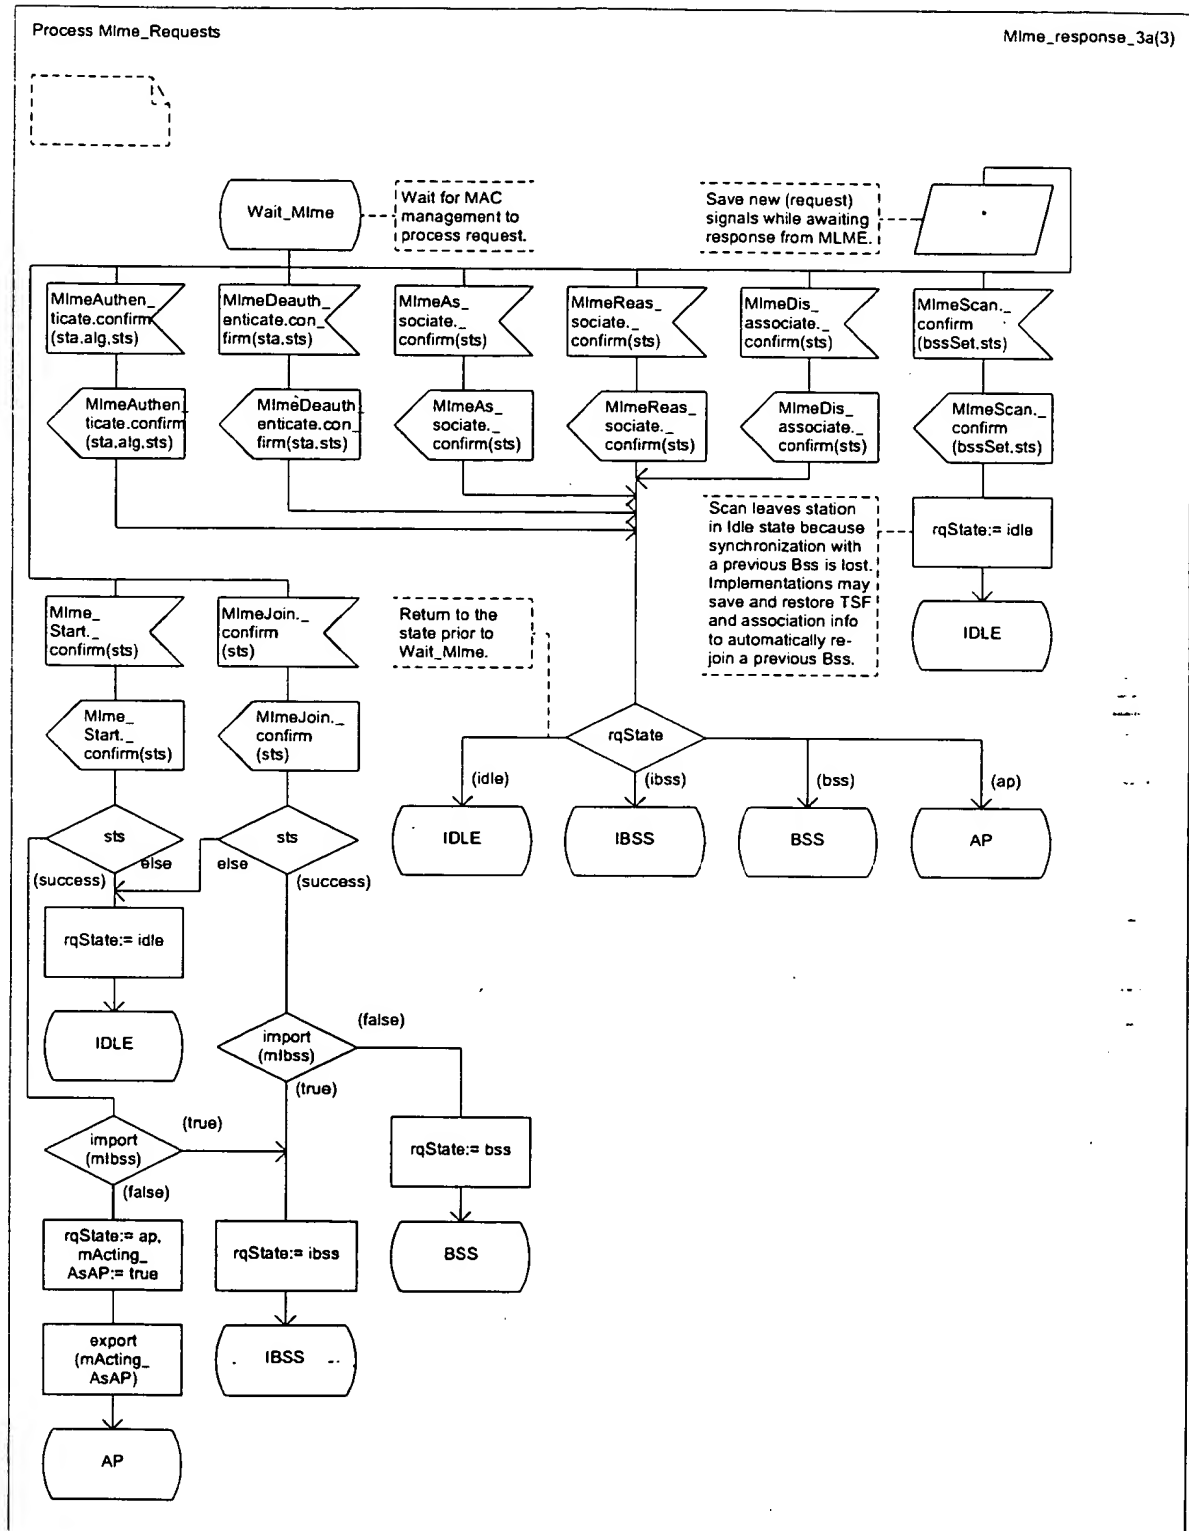 Process Mlme_Requests
Mlme_response_3a(3)
Wait_Mlme
Wait for MAC
management to
process request.
Save new (request)
signals while awaiting
response from MLME.
*
MlmeAuthen_
ticate.confirm
(sta,alg,sts)
MlmeDeauth_
enticate.con_
firm(sta,sts)
MlmeAs_
sociate._
confirm(sts)
MlmeReas_
sociate._
confirm(sts)
MlmeDis_
associate._
confirm(sts)
MlmeScan._
confirm
(bssSet,sts)
MlmeAuthen_
ticate.confirm
(sta,alg,sts)
MlmeDeauth_
enticate.con_
firm(sta,sts)
MlmeAs_
sociate._
confirm(sts)
MlmeReas_
sociate._
confirm(sts)
MlmeDis_
associate._
confirm(sts)
MlmeScan._
confirm
(bssSet,sts)
Scan leaves station
in Idle state because
synchronization with
a previous Bss is lost.
Implementations may
save and restore TSF
and association info
to automatically re-
join a previous Bss.
rqState:= idle
IDLE
Mlme_
Start._
confirm(sts)
MlmeJoin._
confirm
(sts)
Return to the
state prior to
Wait_Mlme.
Mlme_
Start._
confirm(sts)
MlmeJoin._
confirm
(sts)
rqState
(idle)
(ibss)
(bss)
(ap)
IDLE
IBSS
BSS
AP
sts
else
(success)
sts
else
(success)
rqState:= idle
IDLE
import
(mIbss)
(false)
(true)
import
(mIbss)
(true)
(false)
rqState:= bss
BSS
rqState:= ap,
mActing_
AsAP:= true
rqState:= ibss
IBSS
export
(mActing_
AsAP)
AP